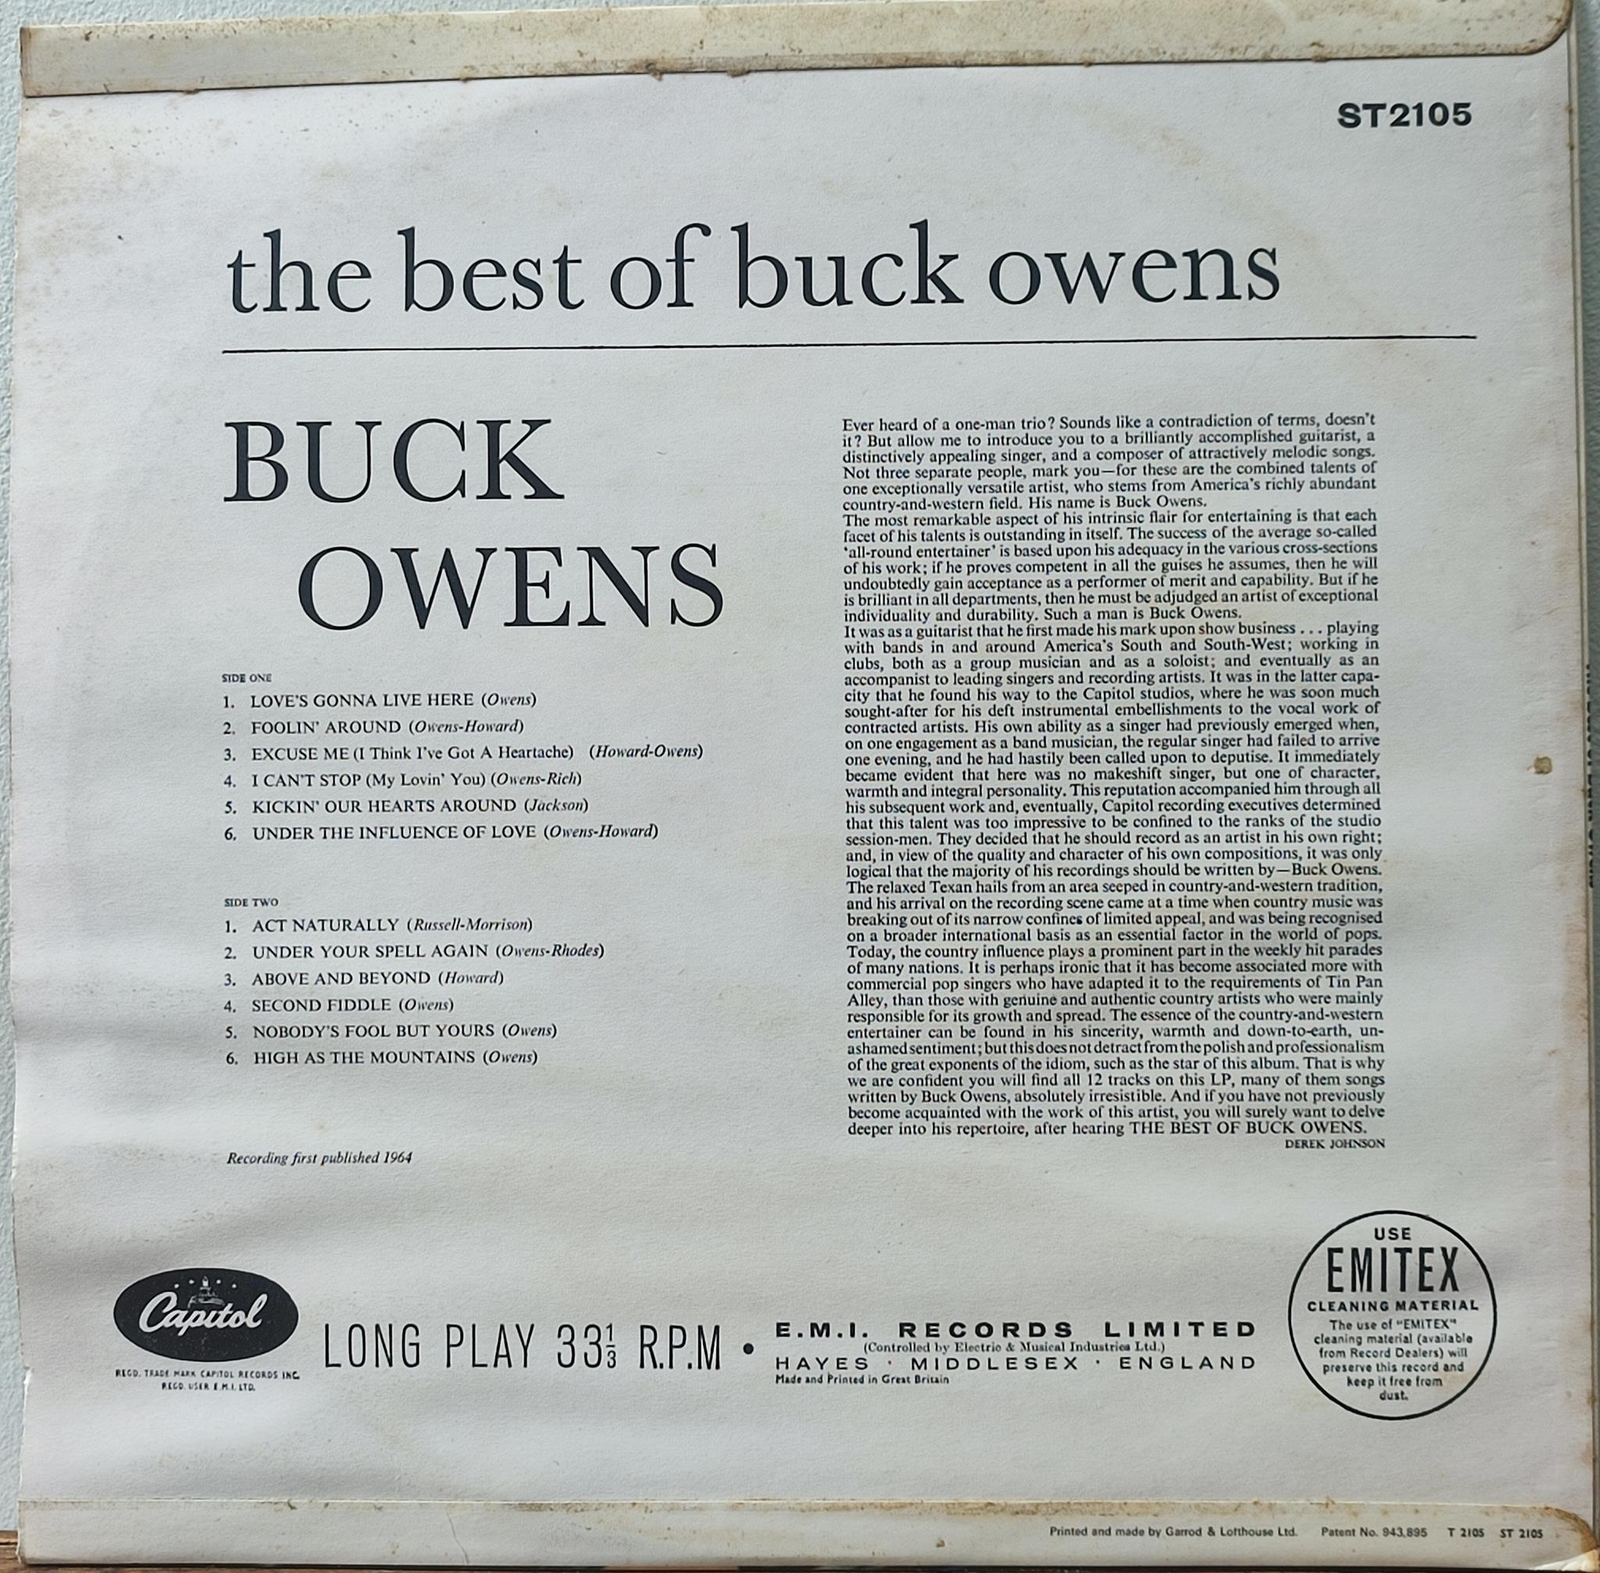 ST2105
the best of buck owens
BUCK
OWENS
SIDE ONE
1. LOVE'S GONNA LIVE HERE (Owens)
2. FOOLIN' AROUND (Owens-Howard)
3. EXCUSE ME (I Think I've Got A Heartache) (Howard-Owens)
4. I CAN'T STOP (My Lovin' You) (Owens-Rich)
5. KICKIN' OUR HEARTS AROUND (Jackson)
6. UNDER THE INFLUENCE OF LOVE (Owens-Howard)
SIDE TWO
1. ACT NATURALLY (Russell-Morrison)
2. UNDER YOUR SPELL AGAIN (Owens-Rhodes)
3. ABOVE AND BEYOND (Howard)
4. SECOND FIDDLE (Owens)
5. NOBODY'S FOOL BUT YOURS (Owens)
6. HIGH AS THE MOUNTAINS (Owens)
Recording first published 1964
Ever heard of a one-man trio? Sounds like a contradiction of terms, doesn't
it? But allow me to introduce you to a brilliantly accomplished guitarist, a
distinctively appealing singer, and a composer of attractively melodic songs.
Not three separate people, mark you—for these are the combined talents of
one exceptionally versatile artist, who stems from America's richly abundant
country-and-western field. His name is Buck Owens.
The most remarkable aspect of his intrinsic flair for entertaining is that each
facet of his talents is outstanding in itself. The success of the average so-called
'all-round entertainer' is based upon his adequacy in the various cross-sections
of his work; if he proves competent in all the guises he assumes, then he will
undoubtedly gain acceptance as a performer of merit and capability. But if he
is brilliant in all departments, then he must be adjudged an artist of exceptional
individuality and durability. Such a man is Buck Owens.
It was as a guitarist that he first made his mark upon show business . . . playing
with bands in and around America's South and South-West; working in
clubs, both as a group musician and as a soloist; and eventually as an
accompanist to leading singers and recording artists. It was in the latter capa-
city that he found his way to the Capitol studios, where he was soon much
sought-after for his deft instrumental embellishments to the vocal work of
contracted artists. His own ability as a singer had previously emerged when,
on one engagement as a band musician, the regular singer had failed to arrive
one evening, and he had hastily been called upon to deputise. It immediately
became evident that here was no makeshift singer, but one of character,
warmth and integral personality. This reputation accompanied him through all
his subsequent work and, eventually, Capitol recording executives determined
that this talent was too impressive to be confined to the ranks of the studio
session-men. They decided that he should record as an artist in his own right;
and, in view of the quality and character of his own compositions, it was only
logical that the majority of his recordings should be written by—Buck Owens.
The relaxed Texan hails from an area seeped in country-and-western tradition,
and his arrival on the recording scene came at a time when country music was
breaking out of its narrow confines of limited appeal, and was being recognised
on a broader international basis as an essential factor in the world of pops.
Today, the country influence plays a prominent part in the weekly hit parades
of many nations. It is perhaps ironic that it has become associated more with
commercial pop singers who have adapted it to the requirements of Tin Pan
Alley, than those with genuine and authentic country artists who were mainly
responsible for its growth and spread. The essence of the country-and-western
entertainer can be found in his sincerity, warmth and down-to-earth, un-
ashamed sentiment; but this does not detract from the polish and professionalism
of the great exponents of the idiom, such as the star of this album. That is why
we are confident you will find all 12 tracks on this LP, many of them songs
written by Buck Owens, absolutely irresistible. And if you have not previously
become acquainted with the work of this artist, you will surely want to delve
deeper into his repertoire, after hearing THE BEST OF BUCK OWENS.
DEREK JOHNSON
Capitol
REGD. TRADE MARK CAPITOL RECORDS INC.
REGD. USER E.M.I. LTD.
LONG PLAY 33⅓ R.P.M •
E.M.I. RECORDS LIMITED
(Controlled by Electric & Musical Industries Ltd.)
HAYES · MIDDLESEX · ENGLAND
Made and Printed in Great Britain
USE
EMITEX
CLEANING MATERIAL
The use of "EMITEX"
cleaning material (available
from Record Dealers) will
preserve this record and
keep it free from
dust.
Printed and made by Garrod & Lofthouse Ltd. Patent No. 943,895 T 2105 ST 2105